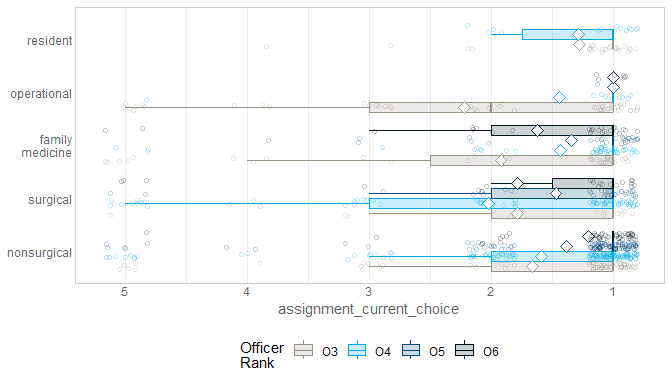 resident
operational
family
medicine
surgical
nonsurgical
5 4 3 2 1
assignment_current_choice
Officer
Rank
O3 O4 O5 O6